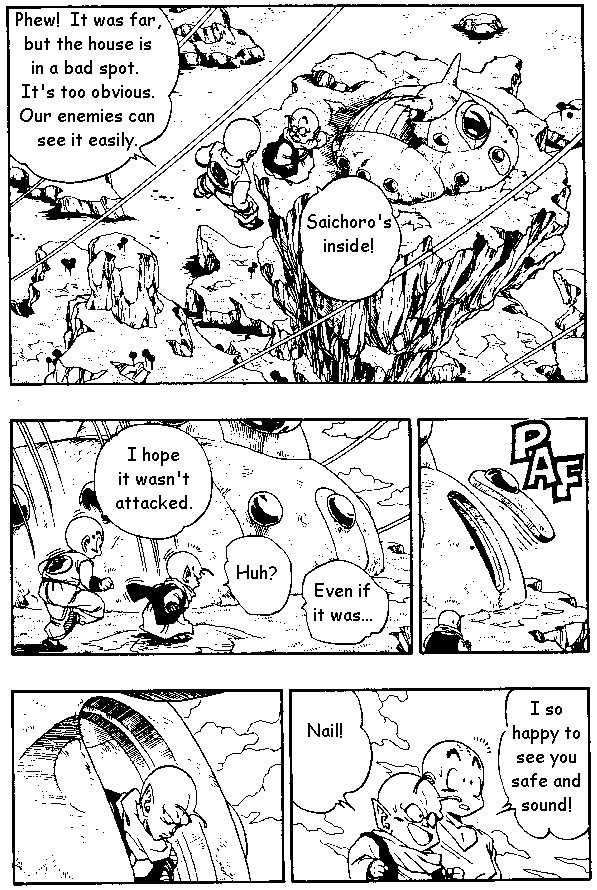 Phew! It was far,
but the house is
in a bad spot.
It's too obvious.
Our enemies can
see it easily.
Saichoro's
inside!
I hope
it wasn't
attacked.
Huh?
Even if
it was...
PAF
Nail!
I so
happy to
see you
safe and
sound!